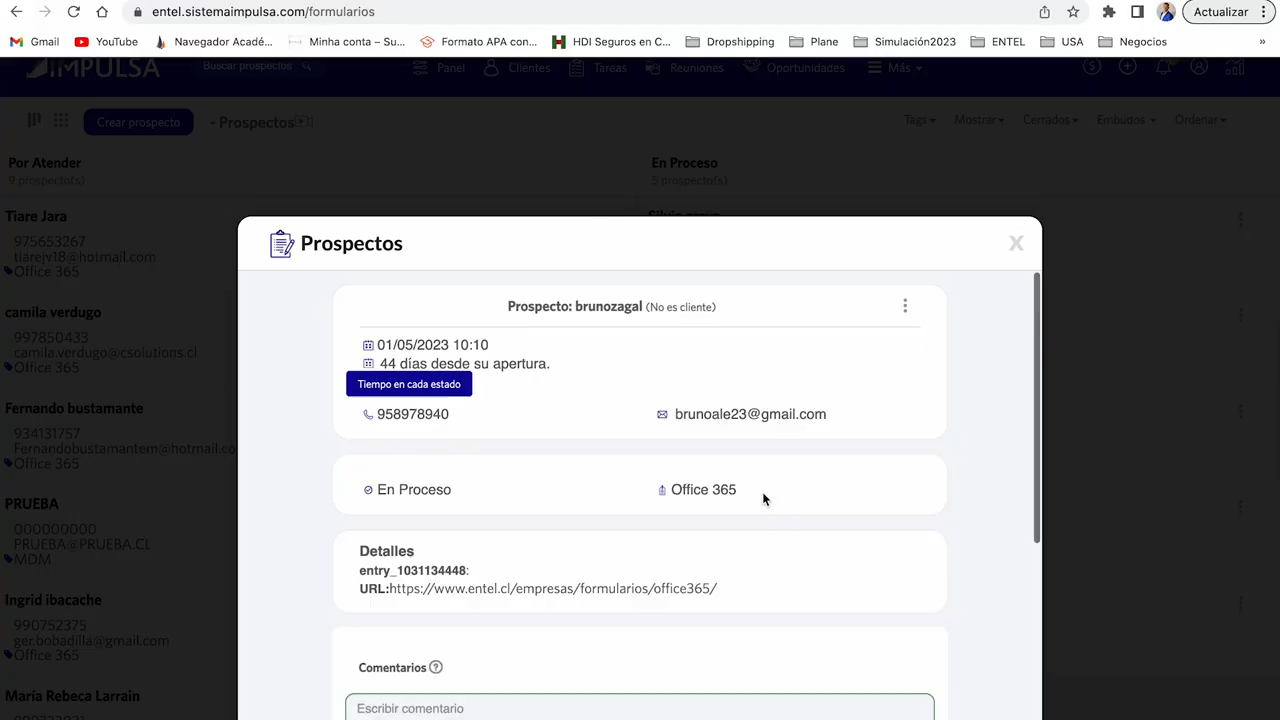 entel.sistemaimpulsa.com/formularios
Actualizar
Gmail YouTube Navegador Acadé... Minha conta – Su... Formato APA con... HDI Seguros en C... Dropshipping Plane Simulación2023 ENTEL USA Negocios »
IMPULSA Buscar prospectos Panel Clientes Tareas Reuniones Oportunidades Más
Crear prospecto - Prospectos Tags Mostrar Cerrados Embudos Ordenar
Por Atender
9 prospecto(s)
En Proceso
5 prospecto(s)
Tiare Jara
975653267
tiarejv18@hotmail.com
Office 365
camila verdugo
997850433
camila.verdugo@csolutions.cl
Office 365
Fernando bustamante
934131757
Fernandobustamantem@hotmail.co
Office 365
PRUEBA
000000000
PRUEBA@PRUEBA.CL
MDM
Ingrid ibacache
990752375
ger.bobadilla@gmail.com
Office 365
María Rebeca Larrain
Prospectos
X
Prospecto: brunozagal (No es cliente)
01/05/2023 10:10
44 días desde su apertura.
Tiempo en cada estado
958978940
brunoale23@gmail.com
En Proceso
Office 365
Detalles
entry_1031134448:
URL:https://www.entel.cl/empresas/formularios/office365/
Comentarios ?
Escribir comentario